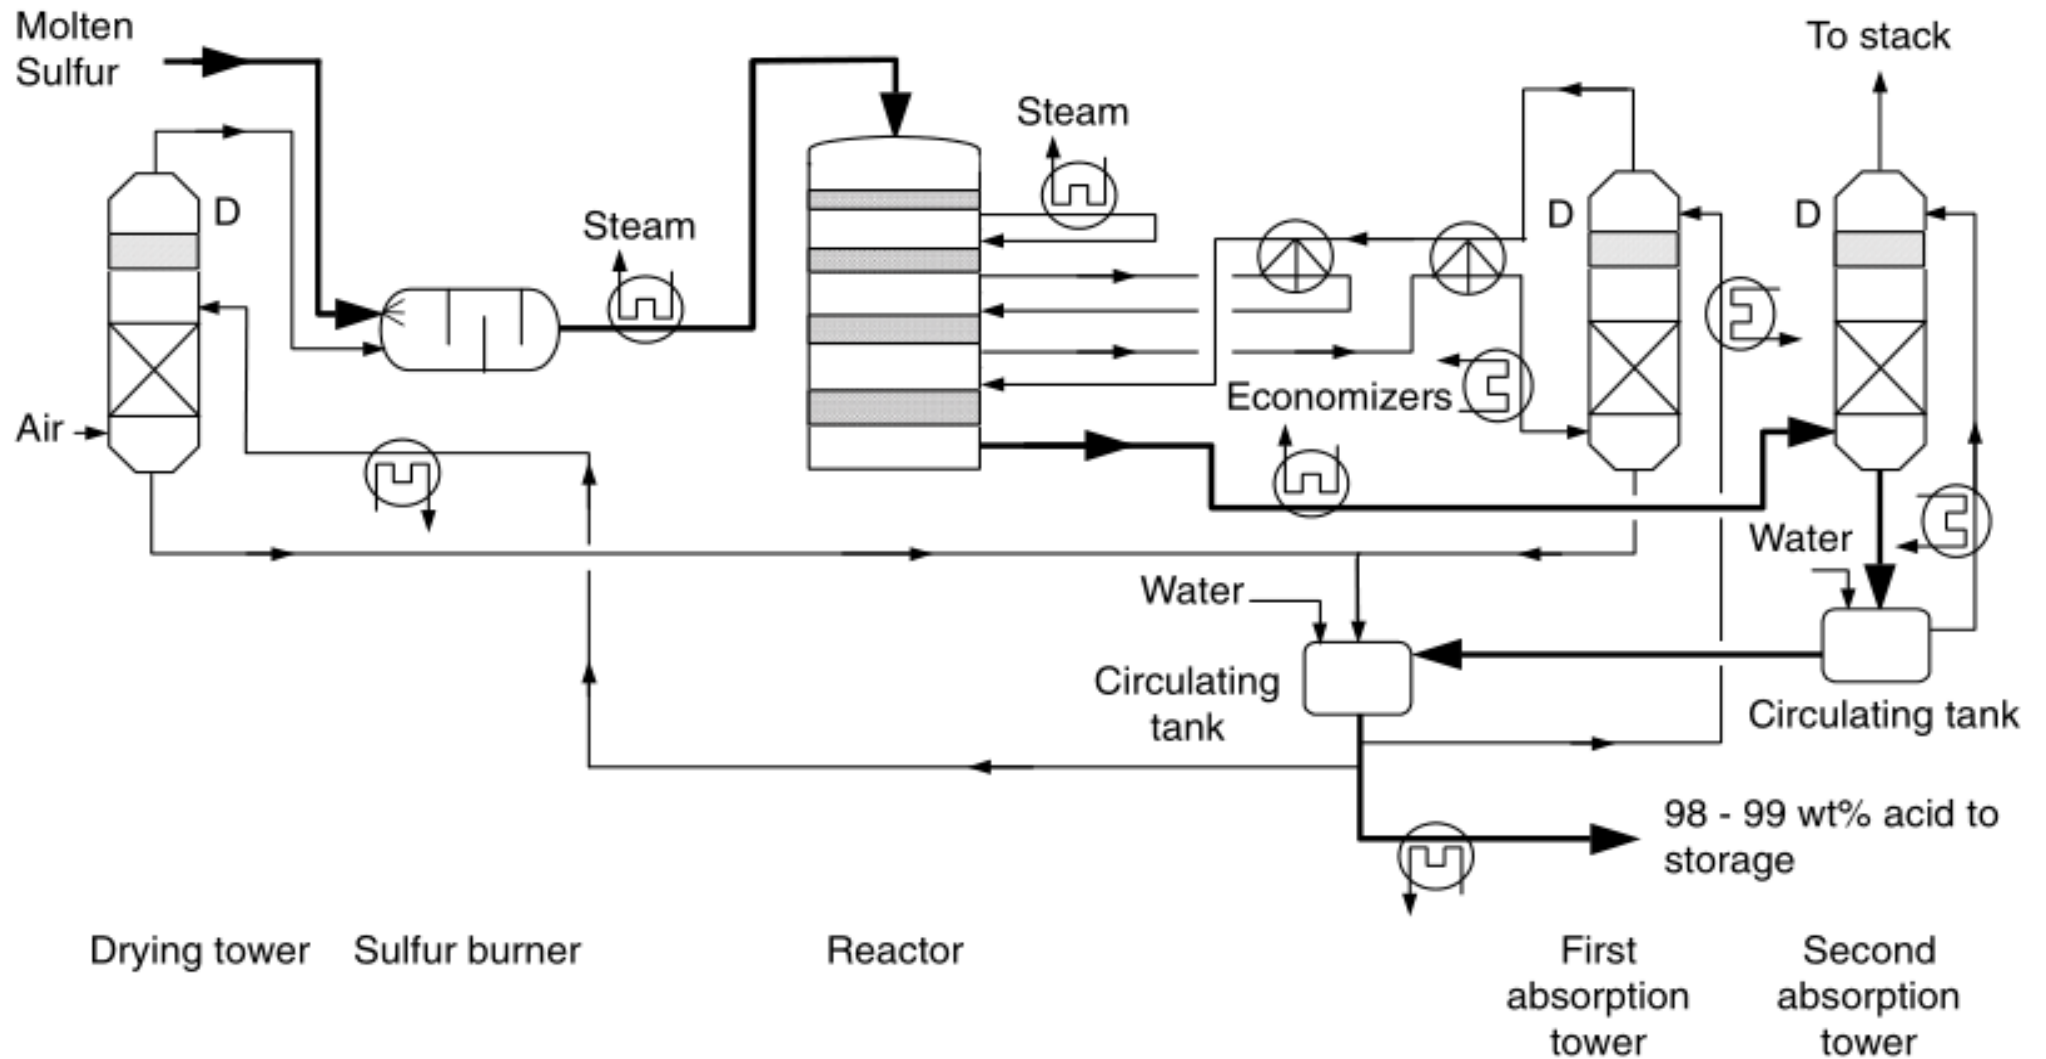 Molten
Sulfur
To stack
Steam
D
Steam
D
D
Air
Economizers
Water
Water
Circulating
tank
Circulating tank
98 - 99 wt% acid to
storage
Drying tower
Sulfur burner
Reactor
First
absorption
tower
Second
absorption
tower